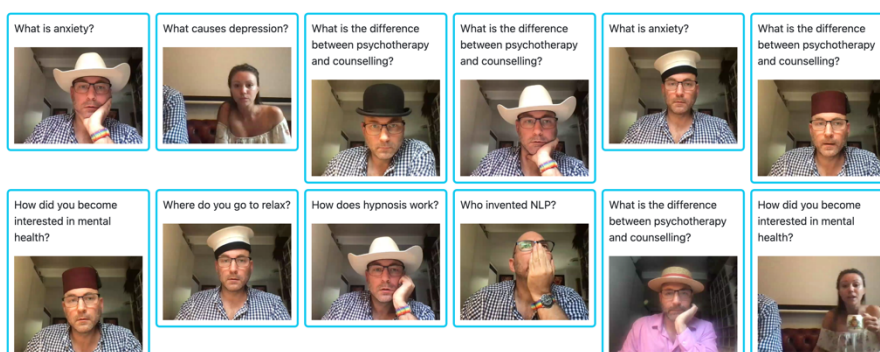 What is anxiety?
What causes depression?
What is the difference
between psychotherapy
and counselling?
What is the difference
between psychotherapy
and counselling?
What is anxiety?
What is the difference
between psychotherapy
and counselling?
How did you become
interested in mental
health?
Where do you go to relax?
How does hypnosis work?
Who invented NLP?
What is the difference
between psychotherapy
and counselling?
How did you become
interested in mental
health?